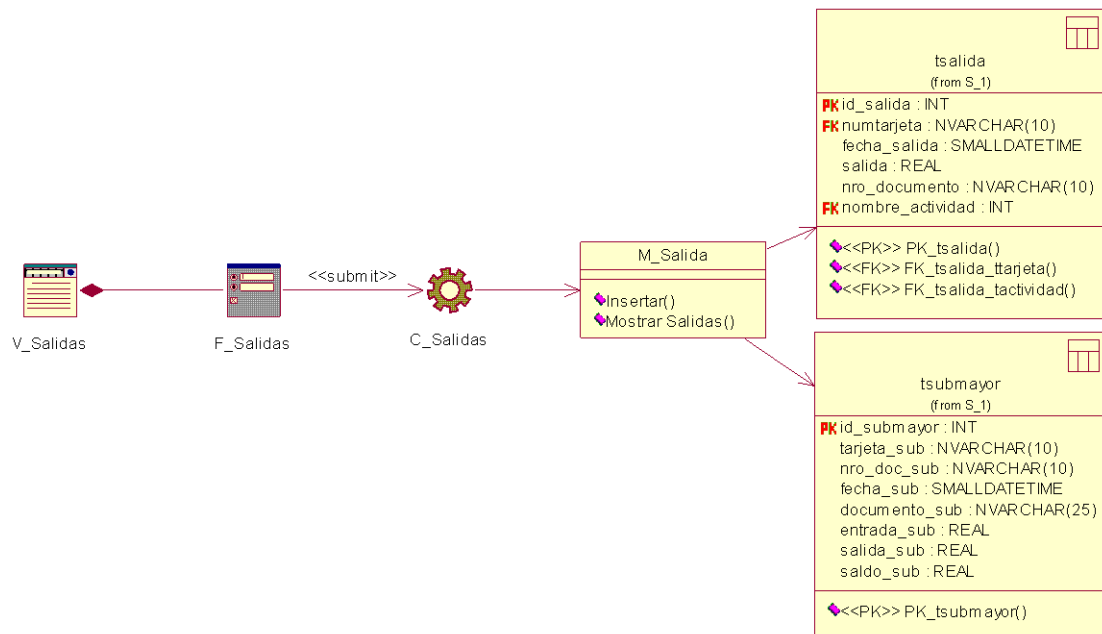 tsalida
(from S_1)
PK id_salida : INT
FK numtarjeta : NVARCHAR(10)
fecha_salida : SMALLDATETIME
salida : REAL
nro_documento : NVARCHAR(10)
FK nombre_actividad : INT
<<PK>> PK_tsalida()
<<FK>> FK_tsalida_ttarjeta()
<<FK>> FK_tsalida_tactividad()
V_Salidas
F_Salidas
<<submit>>
C_Salidas
M_Salida
Insertar()
Mostrar Salidas()
tsubmayor
(from S_1)
PK id_submayor : INT
tarjeta_sub : NVARCHAR(10)
nro_doc_sub : NVARCHAR(10)
fecha_sub : SMALLDATETIME
documento_sub : NVARCHAR(25)
entrada_sub : REAL
salida_sub : REAL
saldo_sub : REAL
<<PK>> PK_tsubmayor()